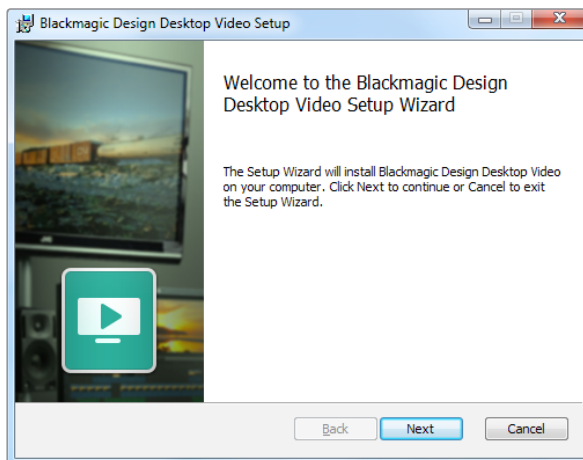 Blackmagic Design Desktop Video Setup
Welcome to the Blackmagic Design
Desktop Video Setup Wizard
The Setup Wizard will install Blackmagic Design Desktop Video
on your computer. Click Next to continue or Cancel to exit
the Setup Wizard.
Back Next Cancel